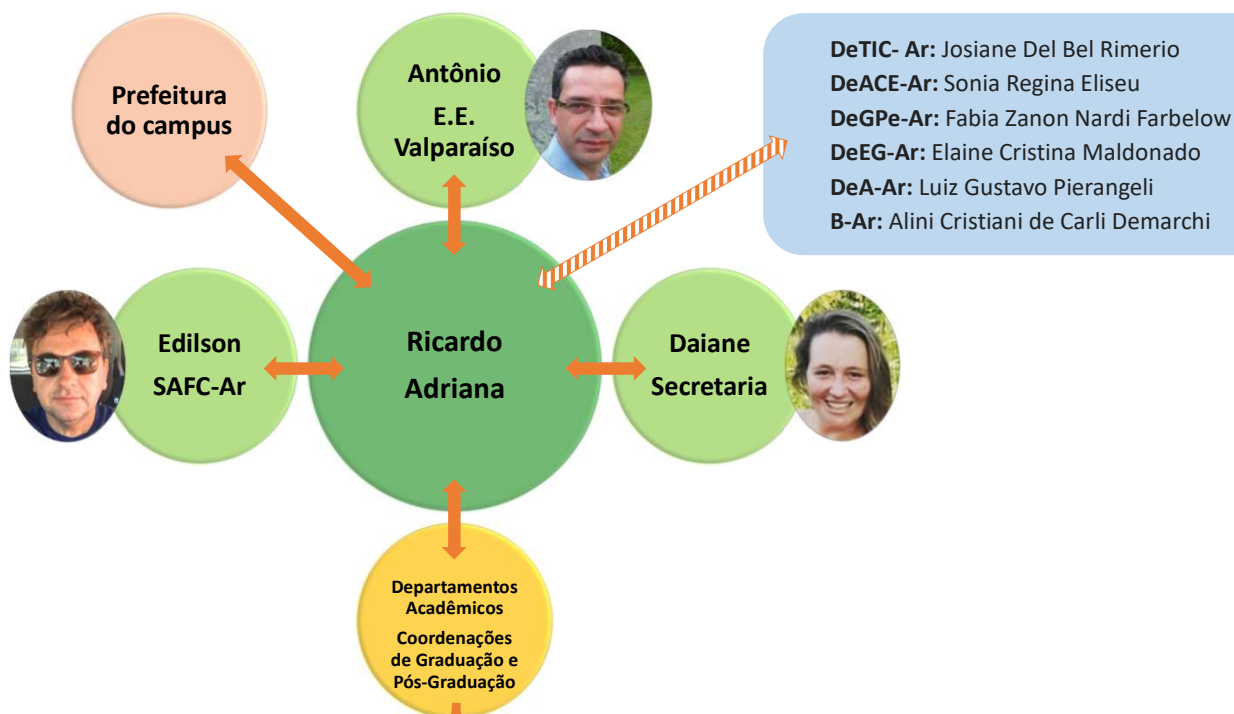 Prefeitura
do campus
Antônio
E.E.
Valparaíso
DeTIC- Ar: Josiane Del Bel Rimerio
DeACE-Ar: Sonia Regina Eliseu
DeGPe-Ar: Fabia Zanon Nardi Farbelow
DeEG-Ar: Elaine Cristina Maldonado
DeA-Ar: Luiz Gustavo Pierangeli
B-Ar: Alini Cristiani de Carli Demarchi
Edilson
SAFC-Ar
Ricardo
Adriana
Daiane
Secretaria
Departamentos
Acadêmicos
Coordenações
de Graduação e
Pós-Graduação